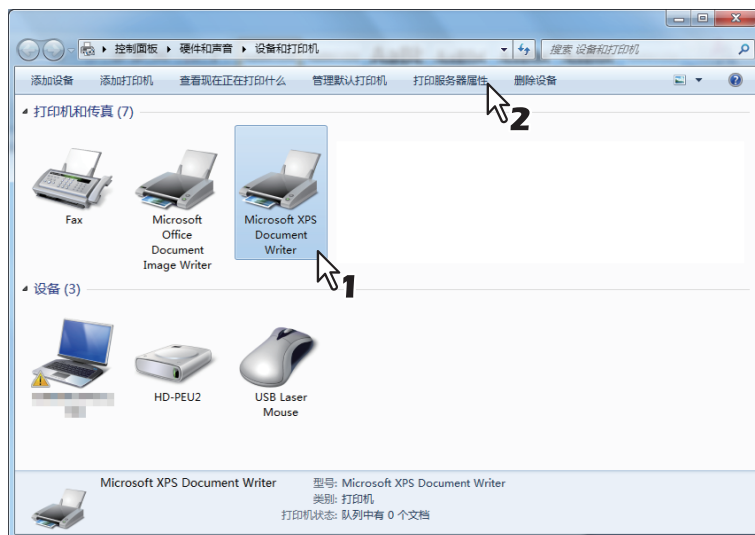 控制面板 硬件和声音 设备和打印机
搜索 设备和打印机
添加设备 添加打印机 查看现在正在打印什么 管理默认打印机 打印服务器属性 删除设备
2
打印机和传真 (7)
Fax
Microsoft
Office
Document
Image Writer
Microsoft XPS
Document
Writer
1
设备 (3)
HD-PEU2
USB Laser
Mouse
Microsoft XPS Document Writer
型号: Microsoft XPS Document Writer
类别: 打印机
打印机状态: 队列中有 0 个文档